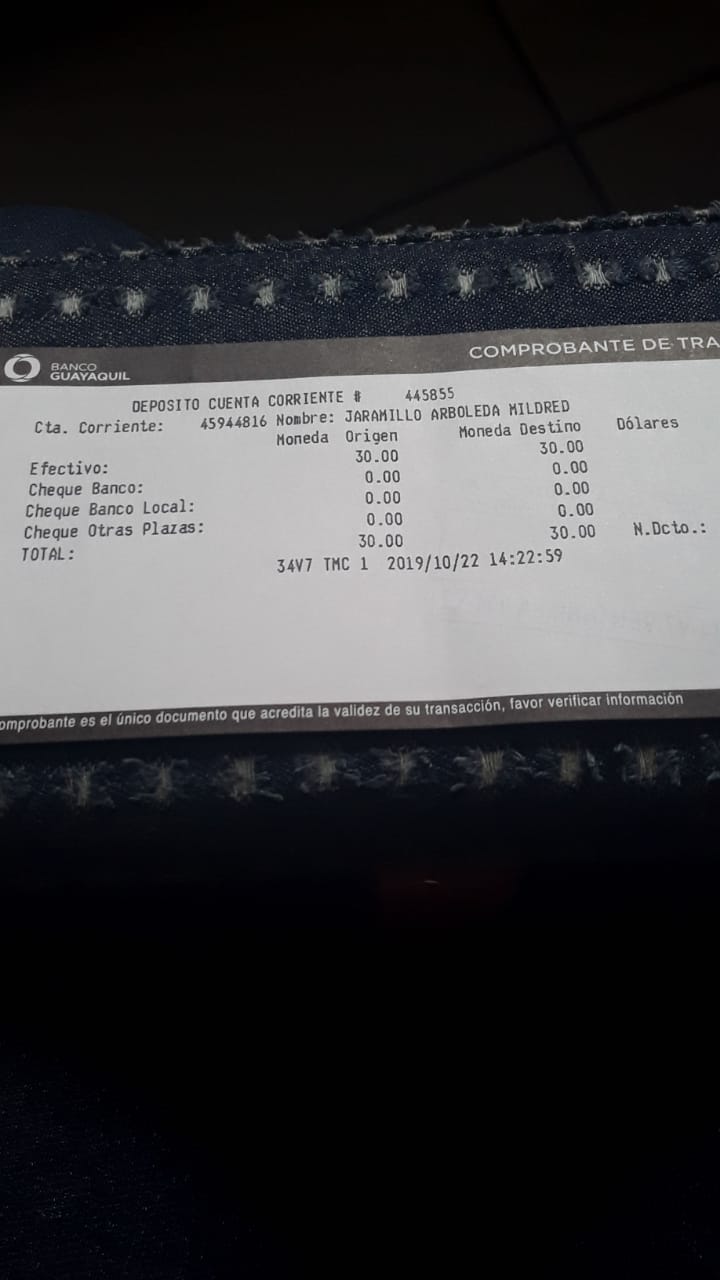 BANCO
GUAYAQUIL
COMPROBANTE DE TRA
DEPOSITO CUENTA CORRIENTE # 445855
Cta. Corriente: 45944816 Nombre: JARAMILLO ARBOLEDA MILDRED
Moneda Origen Moneda Destino Dólares
Efectivo: 30.00 30.00
Cheque Banco: 0.00 0.00
Cheque Banco Local: 0.00 0.00
Cheque Otras Plazas: 0.00 0.00
TOTAL: 30.00 30.00 N.Dcto.:
34V7 TMC 1 2019/10/22 14:22:59
omprobante es el único documento que acredita la validez de su transacción, favor verificar información